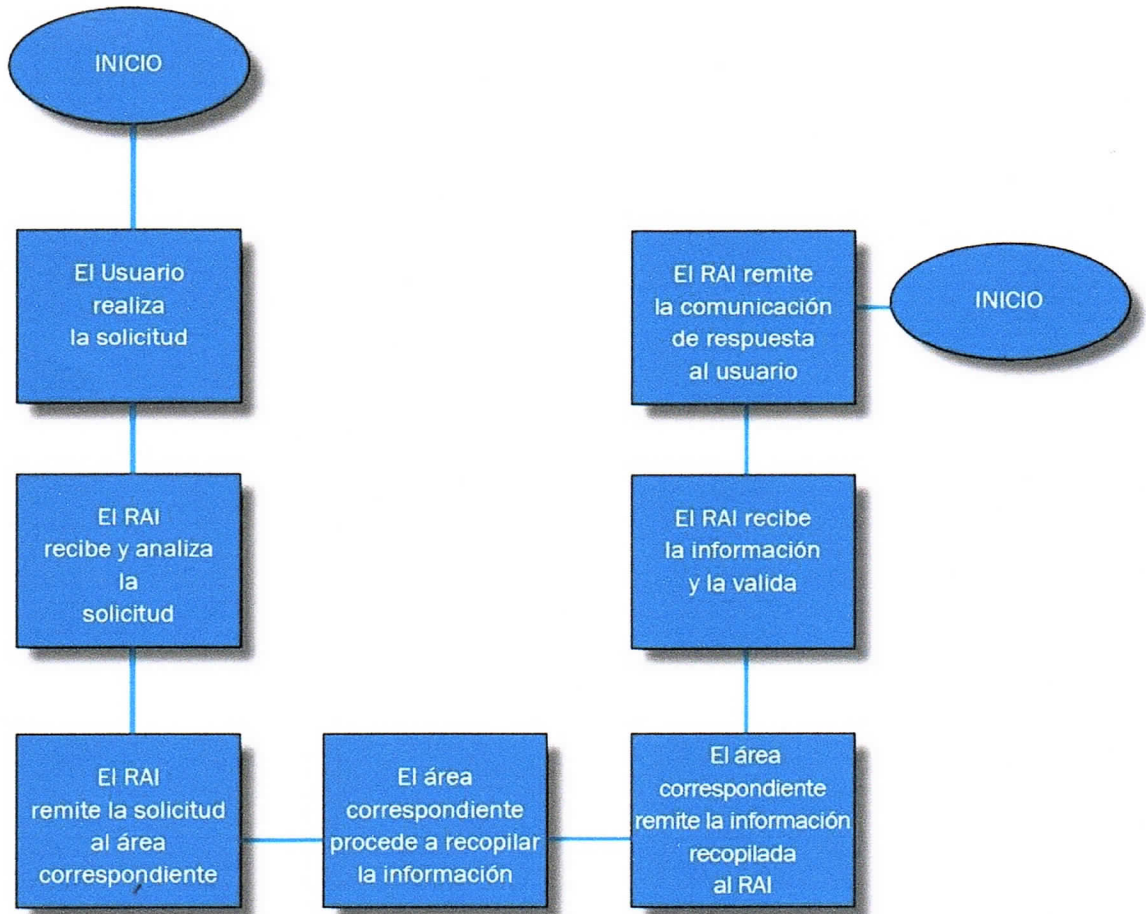 INICIO
El Usuario
realiza
la solicitud
El RAI
recibe y analiza
la
solicitud
El RAI
remite la solicitud
al área
correspondiente
El área
correspondiente
procede a recopilar
la información
El área
correspondiente
remite la información
recopilada
al RAI
El RAI recibe
la información
y la valida
El RAI remite
la comunicación
de respuesta
al usuario
INICIO